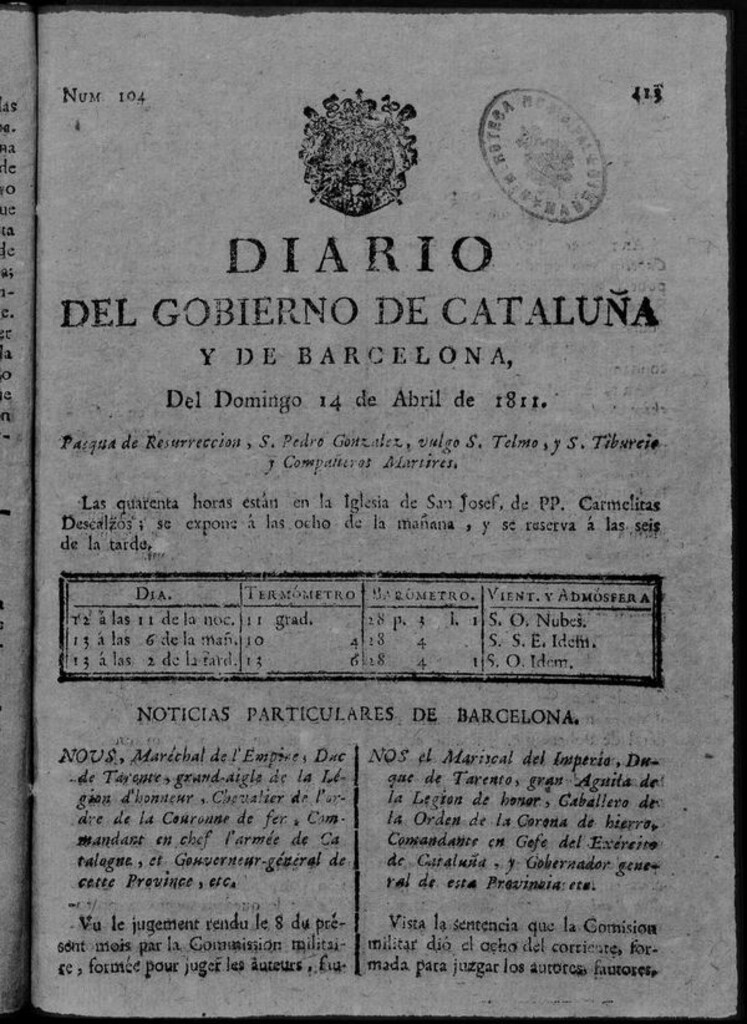 NUM 104
413
DIARIO
DEL GOBIERNO DE CATALUÑA
Y DE BARCELONA,
Del Domingo 14 de Abril de 1811.
Pasqua de Resurreccion, S. Pedro Gonzalez, vulgo S. Telmo, y S. Tiburcio
y Compañeros Martires.
Las quarenta horas están en la Iglesia de San Josef, de PP. Carmelitas
Descalzos; se expone á las ocho de la mañana, y se reserva á las seis
de la tarde.
DIA. TERMÓMETRO BARÓMETRO. VIENT. Y ADMÓSFERA
12 á las 11 de la noc. 11 grad. 28 p. 3 l. 1 S. O. Nubes.
13 á las 6 de la mañ. 10 4 28 4 S. S. E. Idem.
13 á las 2 de la tard. 13 6 28 4 1 S. O. Idem.
NOTICIAS PARTICULARES DE BARCELONA.
NOUS, Maréchal de l'Empire, Duc
de Tarente, grand-aigle de la Lé-
gion d'honneur, Chevalier de l'or-
dre de la Couronne de fer, Com-
mandant en chef l'armée de Ca
talogne, et Gouverneur-général de
cette Province, etc.
Vu le jugement rendu le 8 du pré-
sent mois par la Commission militai-
re, formée pour juger les auteurs, fau-
NOS el Mariscal del Imperio, Du-
que de Tarento, gran Aguila de
la Legion de honor, Caballero de
la Orden de la Corona de hierro,
Comandante en Gefe del Exército
de Cataluña, y Gobernador gene-
ral de esta Provincia etc.
Vista la sentencia que la Comision
militar dió el ocho del corriente, for-
mada para juzgar los autores, fautores,